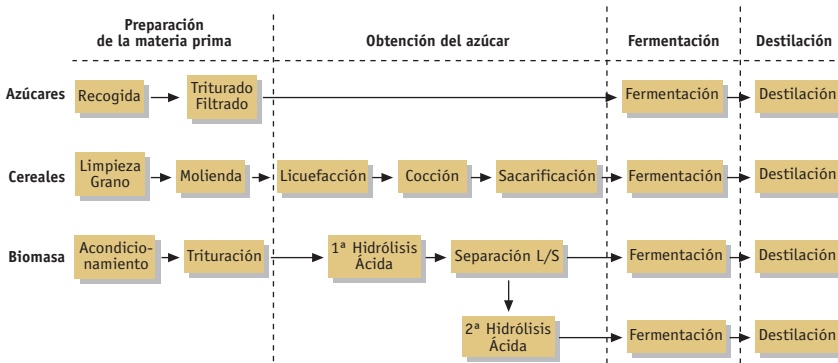 Preparación
de la materia prima
Obtención del azúcar
Fermentación
Destilación
Azúcares
Recogida
Triturado
Filtrado
Fermentación
Destilación
Cereales
Limpieza
Grano
Molienda
Licuefacción
Cocción
Sacarificación
Fermentación
Destilación
Biomasa
Acondicio-
namiento
Trituración
1ª Hidrólisis
Ácida
Separación L/S
Fermentación
Destilación
2ª Hidrólisis
Ácida
Fermentación
Destilación